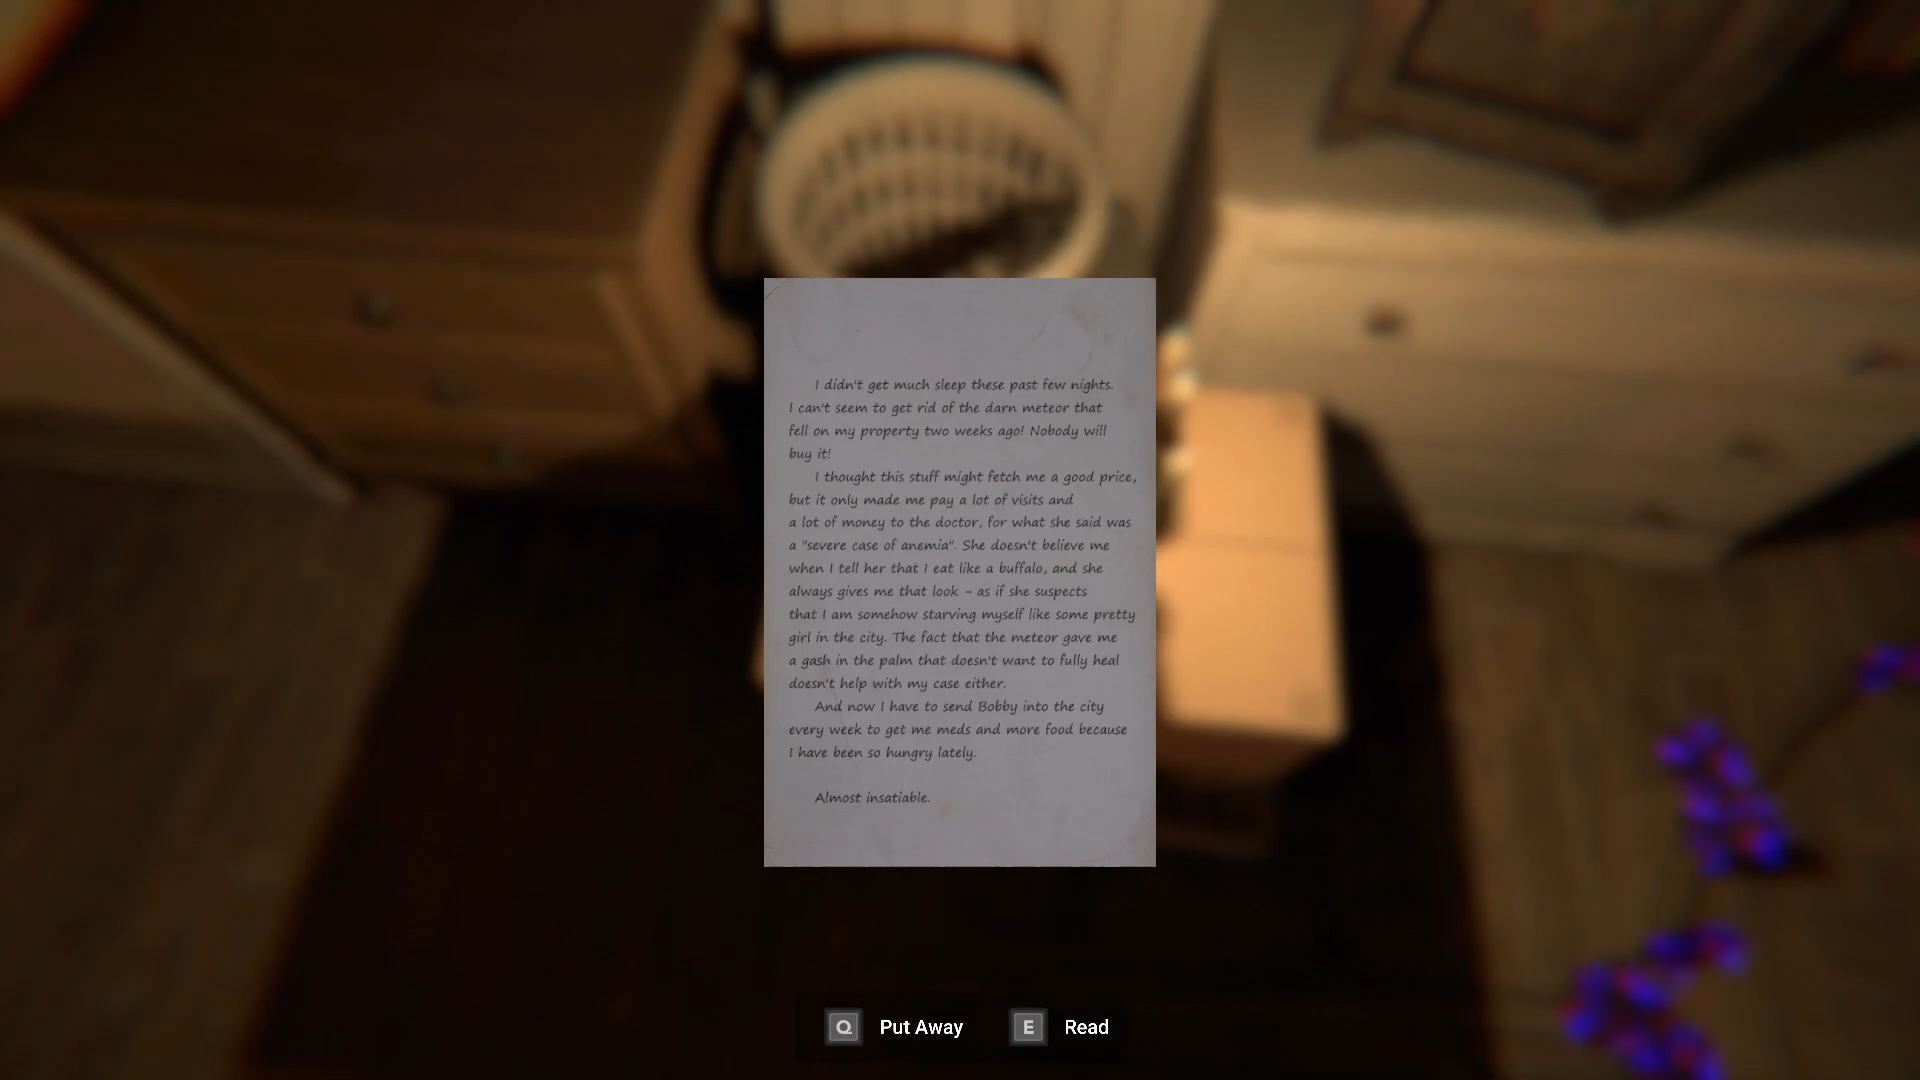 I didn't get much sleep these past few nights.
I can't seem to get rid of the darn meteor that
fell on my property two weeks ago! Nobody will
buy it!
I thought this stuff might fetch me a good price,
but it only made me pay a lot of visits and
a lot of money to the doctor, for what she said was
a "severe case of anemia". She doesn't believe me
when I tell her that I eat like a buffalo, and she
always gives me that look - as if she suspects
that I am somehow starving myself like some pretty
girl in the city. The fact that the meteor gave me
a gash in the palm that doesn't want to fully heal
doesn't help with my case either.
And now I have to send Bobby into the city
every week to get me meds and more food because
I have been so hungry lately.
Almost insatiable.
Q Put Away E Read